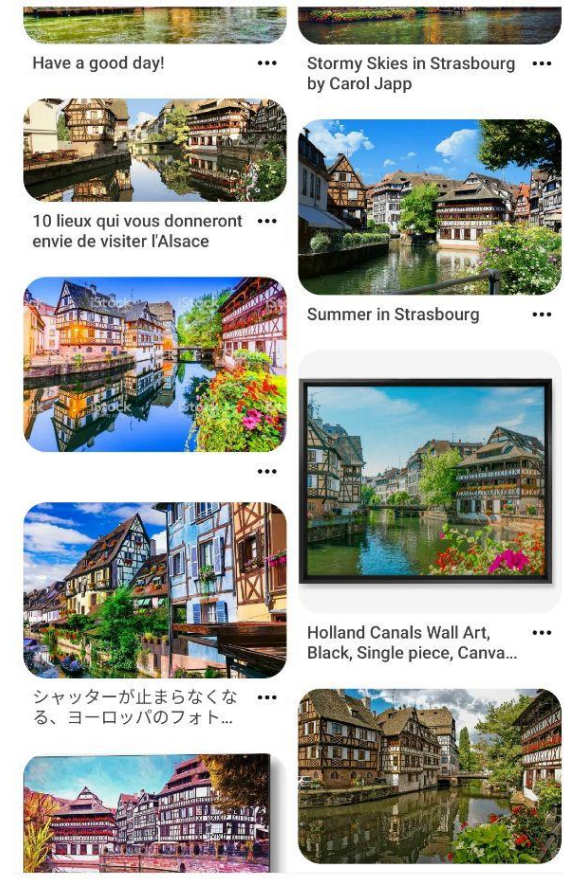 Have a good day!
Stormy Skies in Strasbourg
by Carol Japp
10 lieux qui vous donneront
envie de visiter l'Alsace
Summer in Strasbourg
iStock
iStock
Holland Canals Wall Art,
Black, Single piece, Canva...
シャッターが止まらなくな
る、ヨーロッパのフォト...